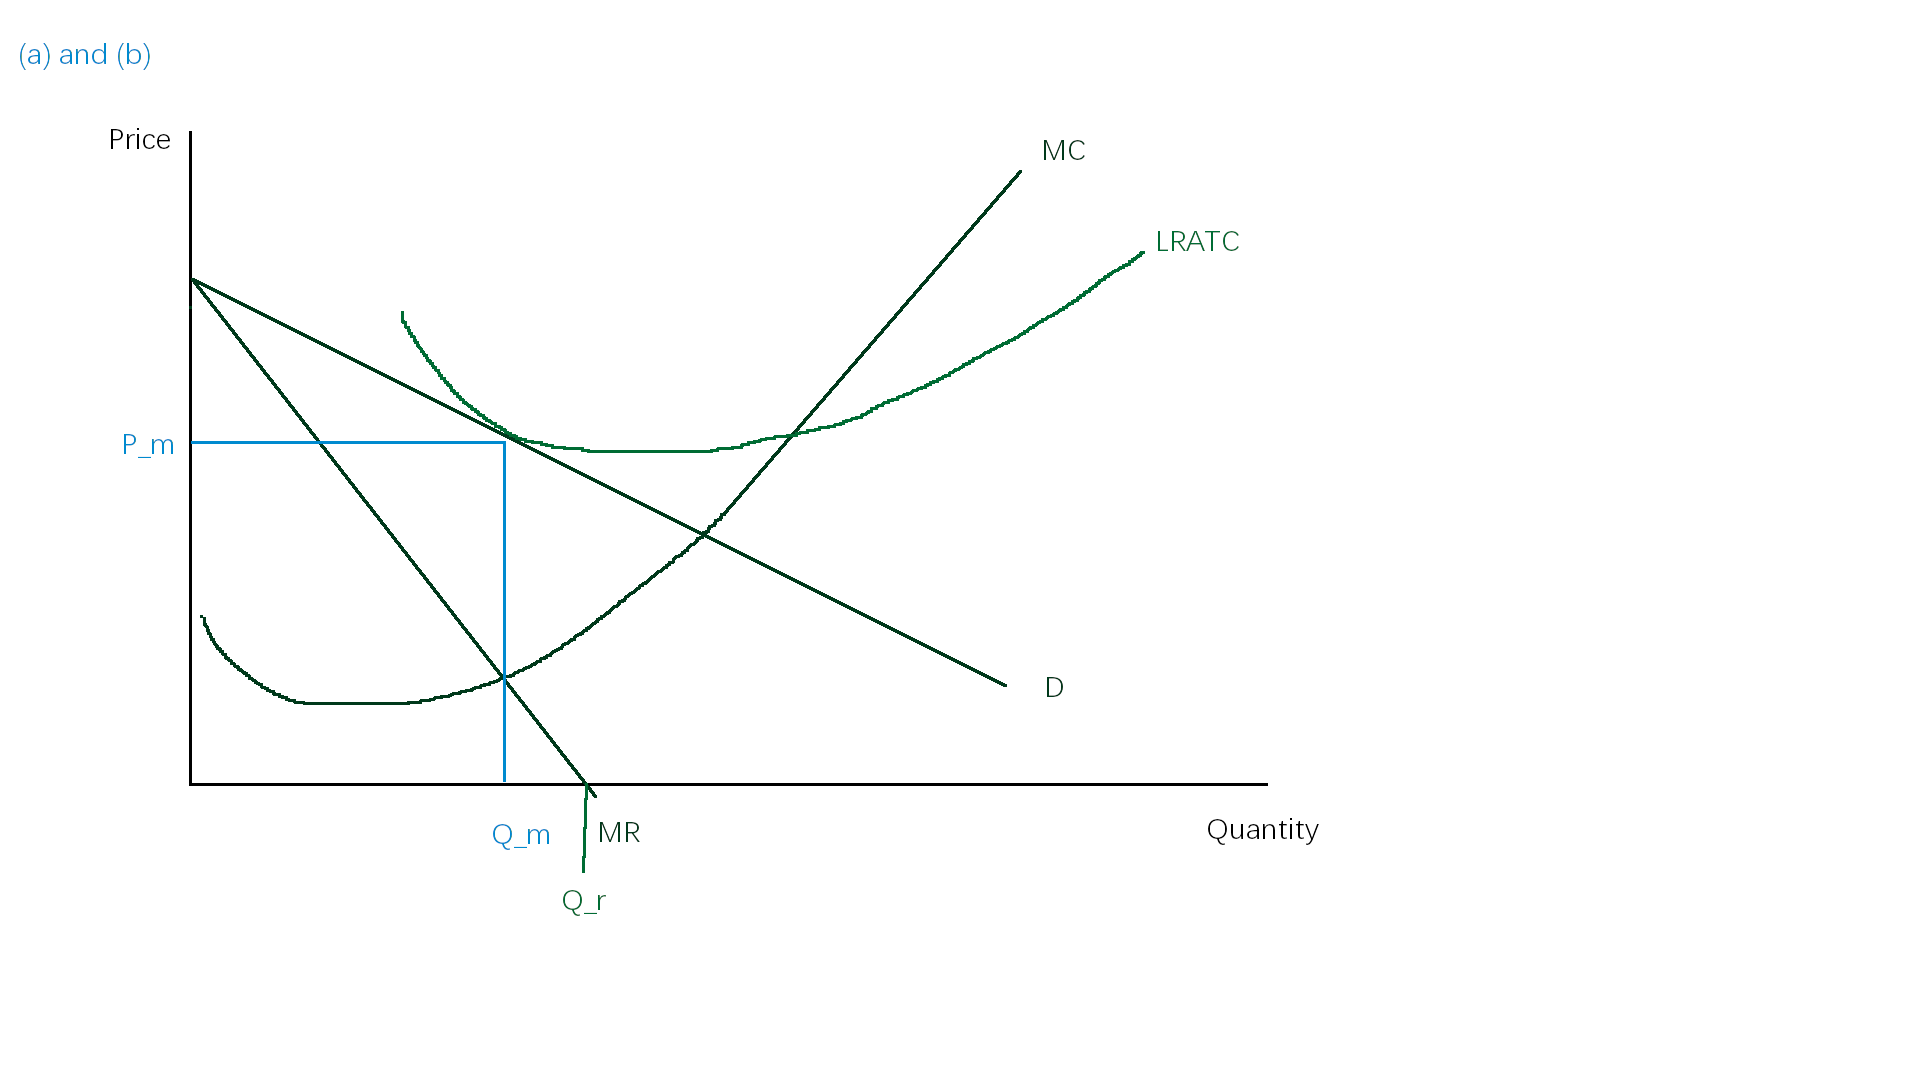 (a) and (b)
Price
MC
LRATC
P_m
D
Q_m
MR
Quantity
Q_r